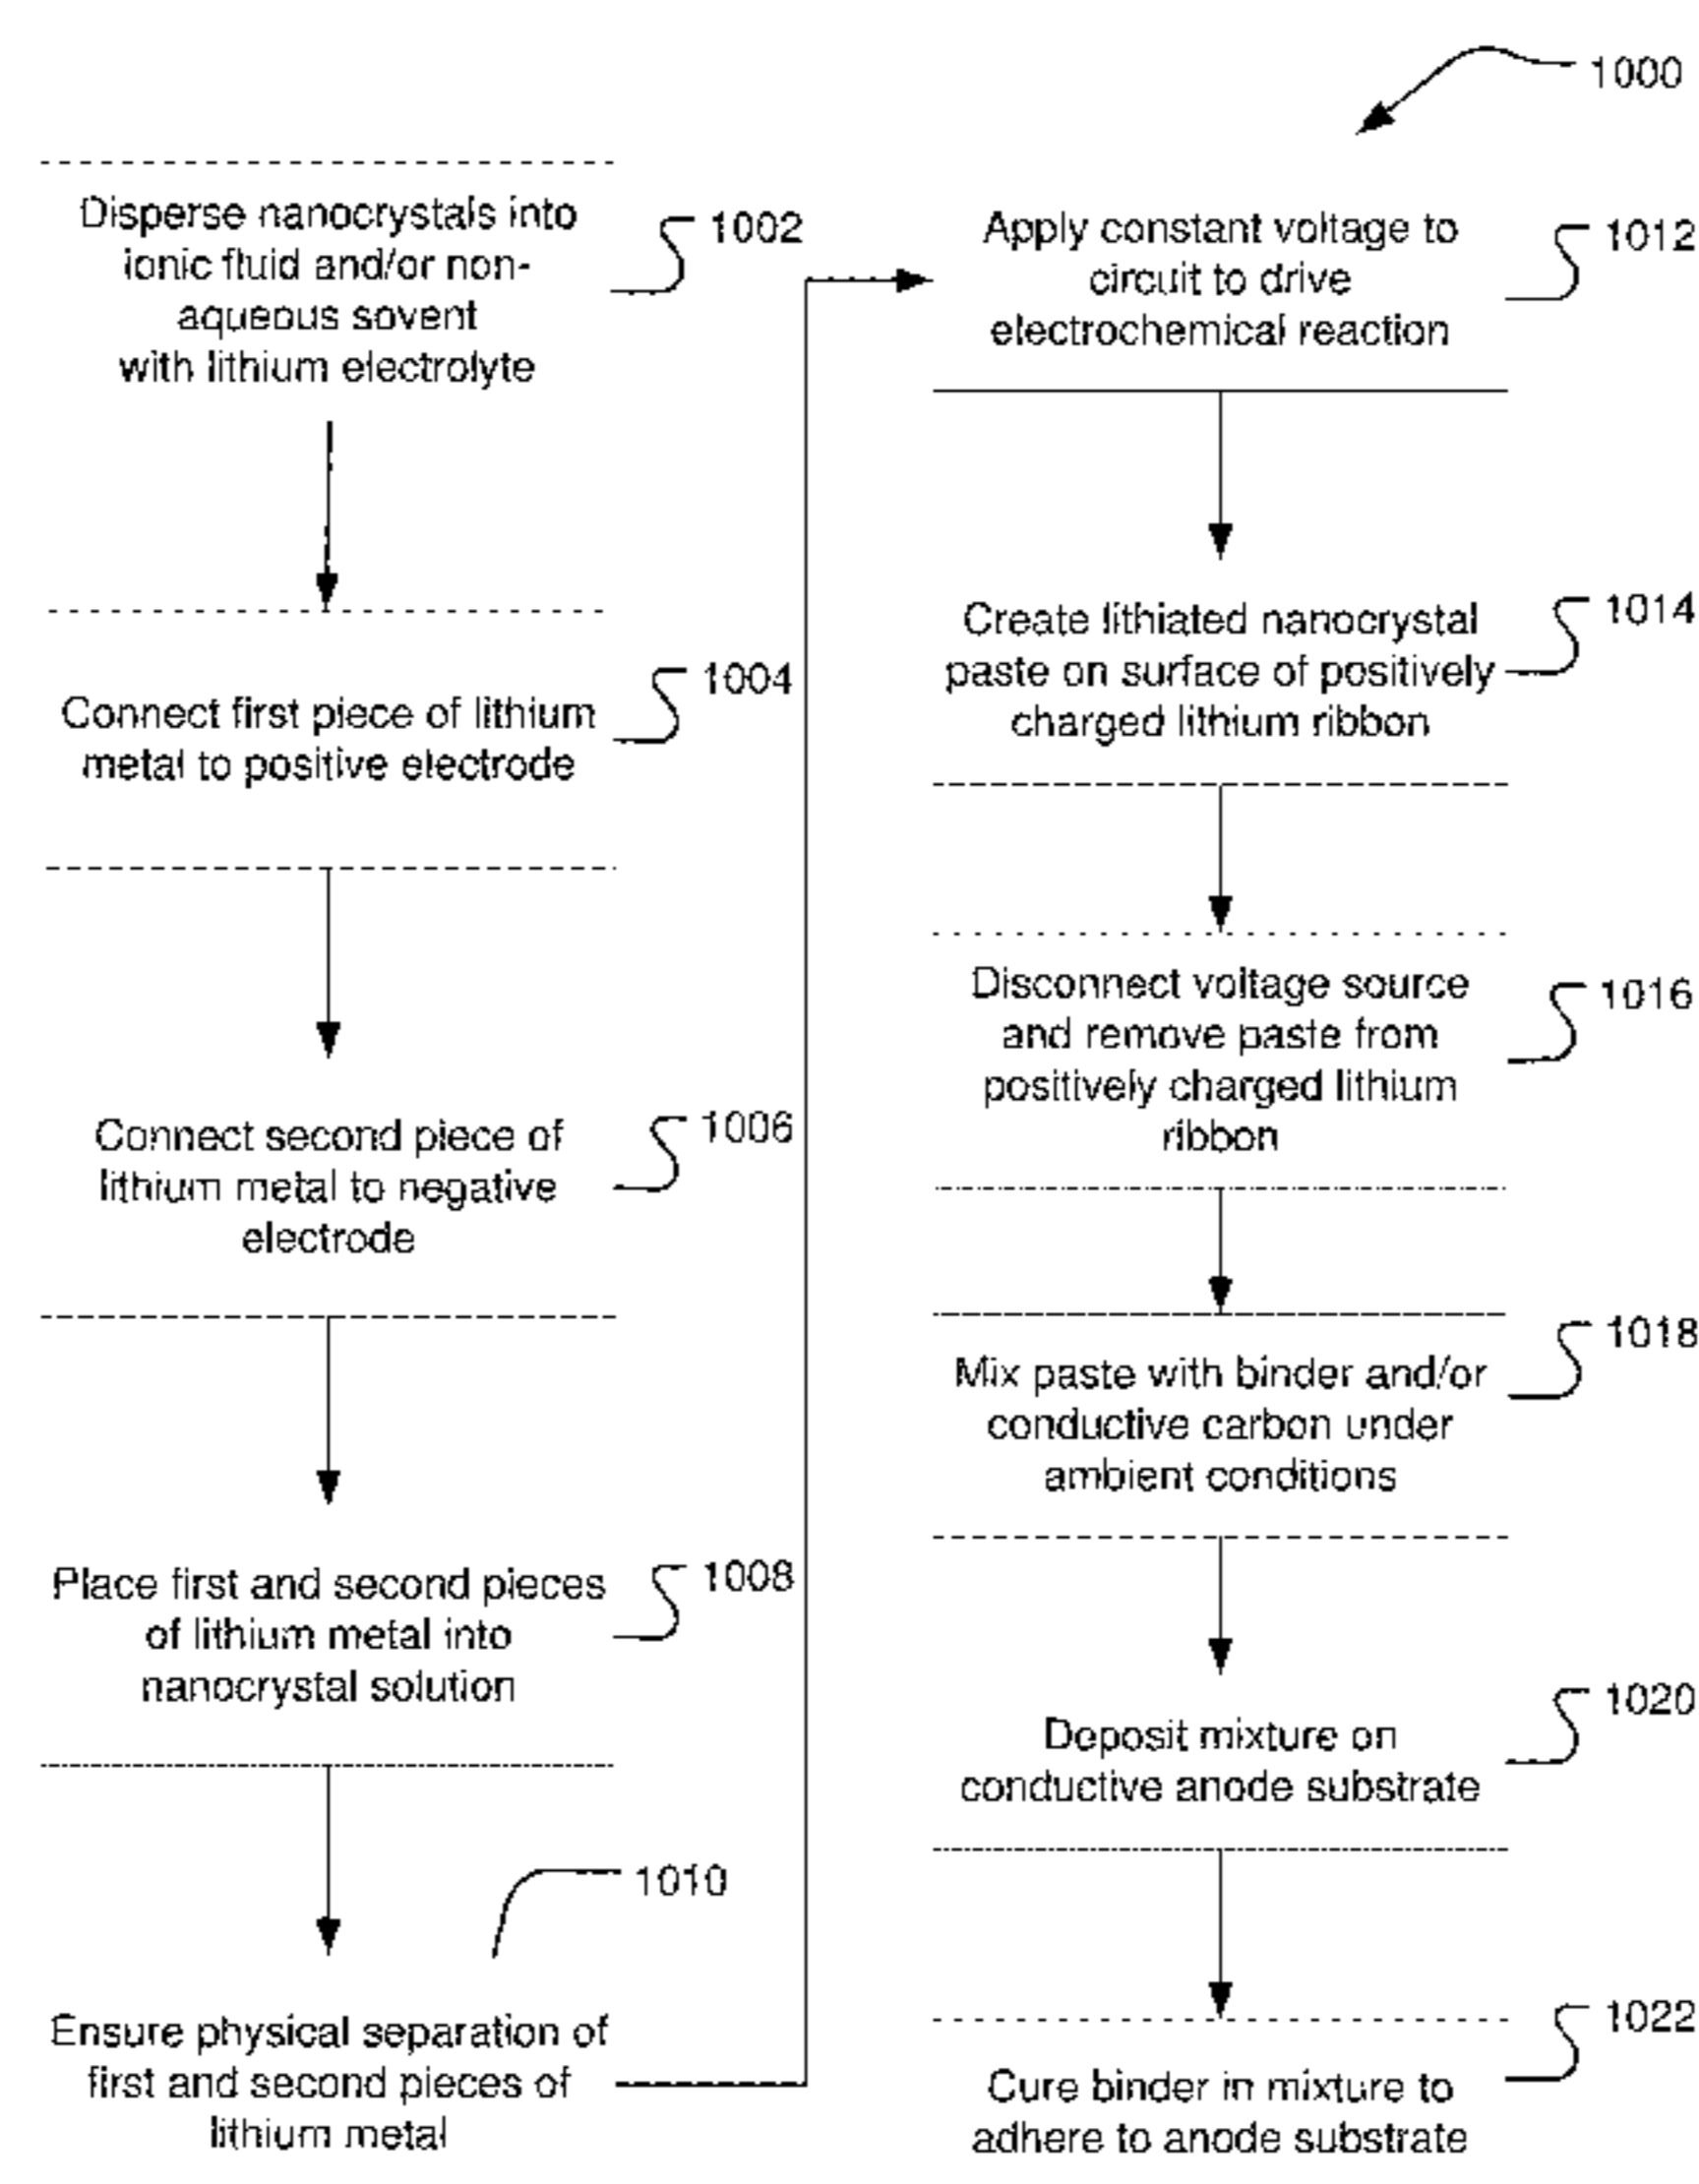 1000
Disperse nanocrystals into
ionic fluid and/or non-
aqueous sovent
with lithium electrolyte
1002
Connect first piece of lithium
metal to positive electrode
1004
Connect second piece of
lithium metal to negative
electrode
1006
Place first and second pieces
of lithium metal into
nanocrystal solution
1008
Ensure physical separation of
first and second pieces of
lithium metal
1010
Apply constant voltage to
circuit to drive
electrochemical reaction
1012
Create lithiated nanocrystal
paste on surface of positively
charged lithium ribbon
1014
Disconnect voltage source
and remove paste from
positively charged lithium
ribbon
1016
Mix paste with binder and/or
conductive carbon under
ambient conditions
1018
Deposit mixture on
conductive anode substrate
1020
Cure binder in mixture to
adhere to anode substrate
1022